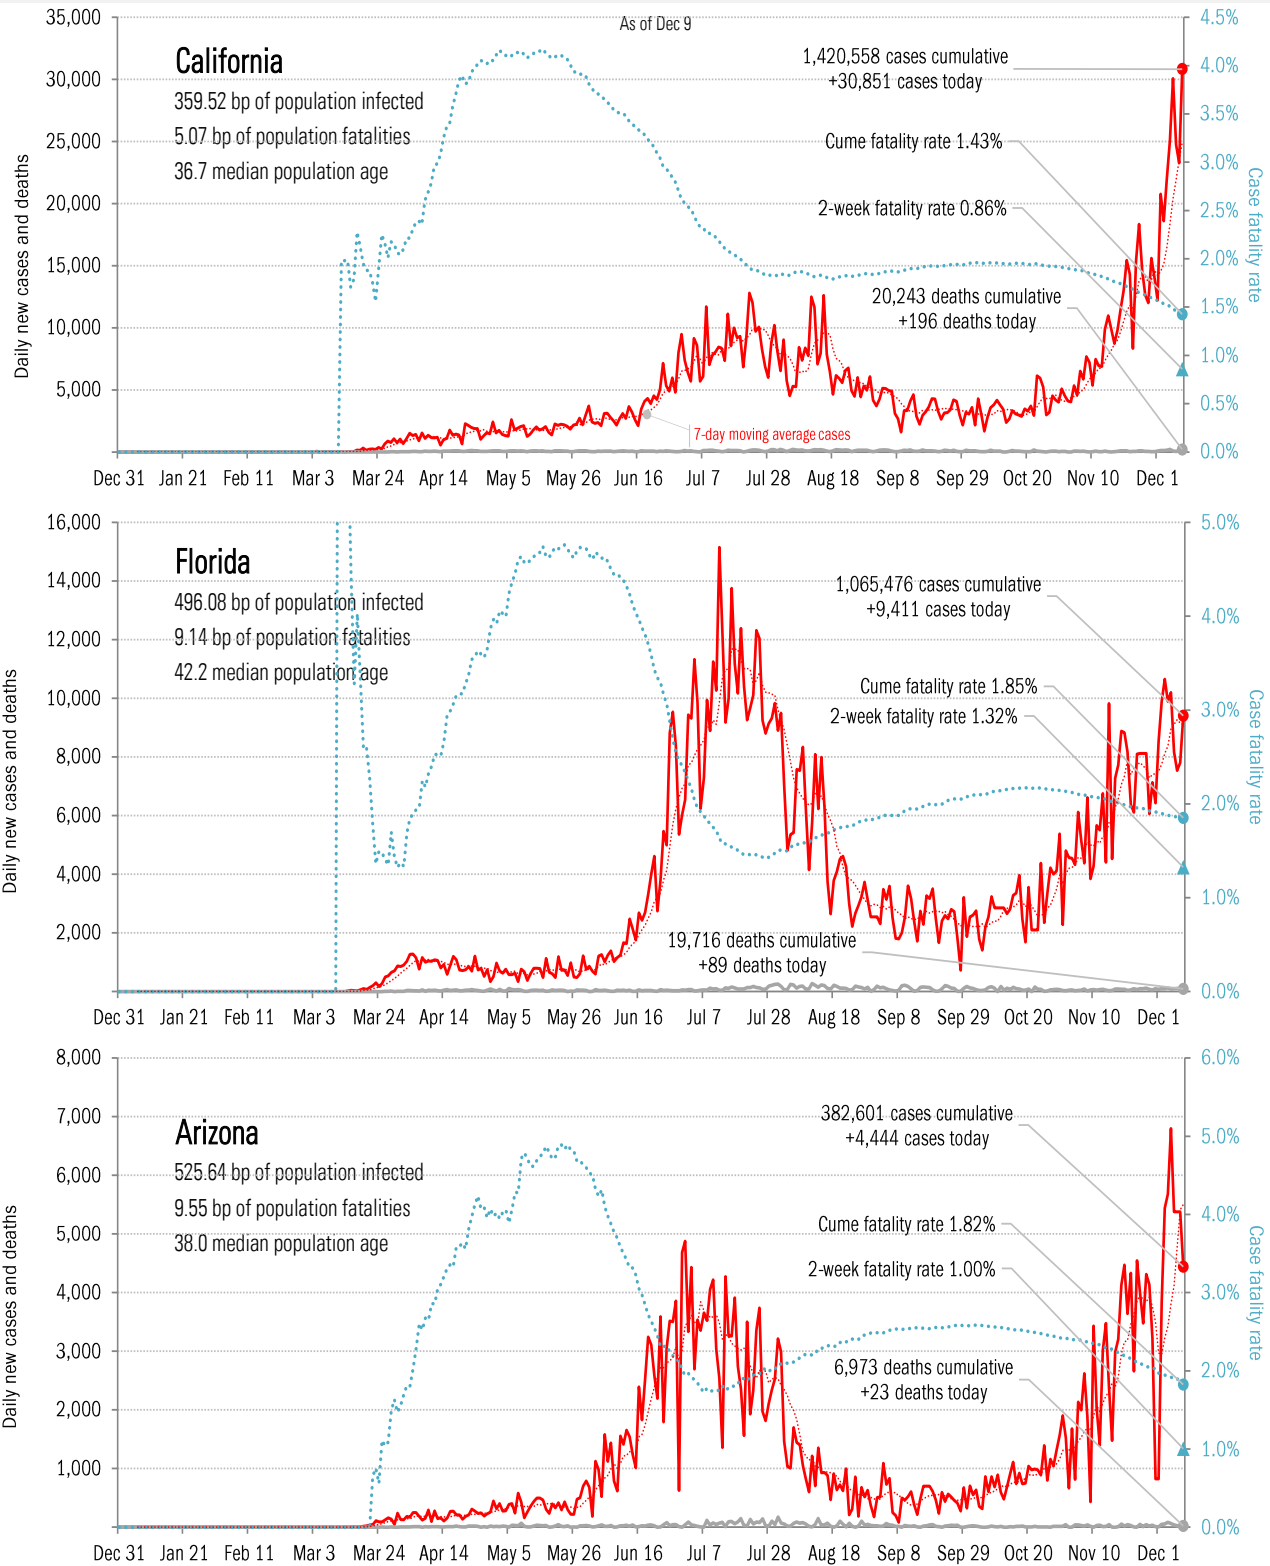 As of Dec 9
35,000
30,000
25,000
20,000
15,000
10,000
5,000
Daily new cases and deaths
4.5%
4.0%
3.5%
3.0%
2.5%
2.0%
1.5%
1.0%
0.5%
0.0%
Case fatality rate
California
359.52 bp of population infected
5.07 bp of population fatalities
36.7 median population age
1,420,558 cases cumulative
+30,851 cases today
Cume fatality rate 1.43%
2-week fatality rate 0.86%
20,243 deaths cumulative
+196 deaths today
7-day moving average cases
Dec 31 Jan 21 Feb 11 Mar 3 Mar 24 Apr 14 May 5 May 26 Jun 16 Jul 7 Jul 28 Aug 18 Sep 8 Sep 29 Oct 20 Nov 10 Dec 1
16,000
14,000
12,000
10,000
8,000
6,000
4,000
2,000
Daily new cases and deaths
5.0%
4.0%
3.0%
2.0%
1.0%
0.0%
Case fatality rate
Florida
496.08 bp of population infected
9.14 bp of population fatalities
42.2 median population age
1,065,476 cases cumulative
+9,411 cases today
Cume fatality rate 1.85%
2-week fatality rate 1.32%
19,716 deaths cumulative
+89 deaths today
Dec 31 Jan 21 Feb 11 Mar 3 Mar 24 Apr 14 May 5 May 26 Jun 16 Jul 7 Jul 28 Aug 18 Sep 8 Sep 29 Oct 20 Nov 10 Dec 1
8,000
7,000
6,000
5,000
4,000
3,000
2,000
1,000
Daily new cases and deaths
6.0%
5.0%
4.0%
3.0%
2.0%
1.0%
0.0%
Case fatality rate
Arizona
525.64 bp of population infected
9.55 bp of population fatalities
38.0 median population age
382,601 cases cumulative
+4,444 cases today
Cume fatality rate 1.82%
2-week fatality rate 1.00%
6,973 deaths cumulative
+23 deaths today
Dec 31 Jan 21 Feb 11 Mar 3 Mar 24 Apr 14 May 5 May 26 Jun 16 Jul 7 Jul 28 Aug 18 Sep 8 Sep 29 Oct 20 Nov 10 Dec 1